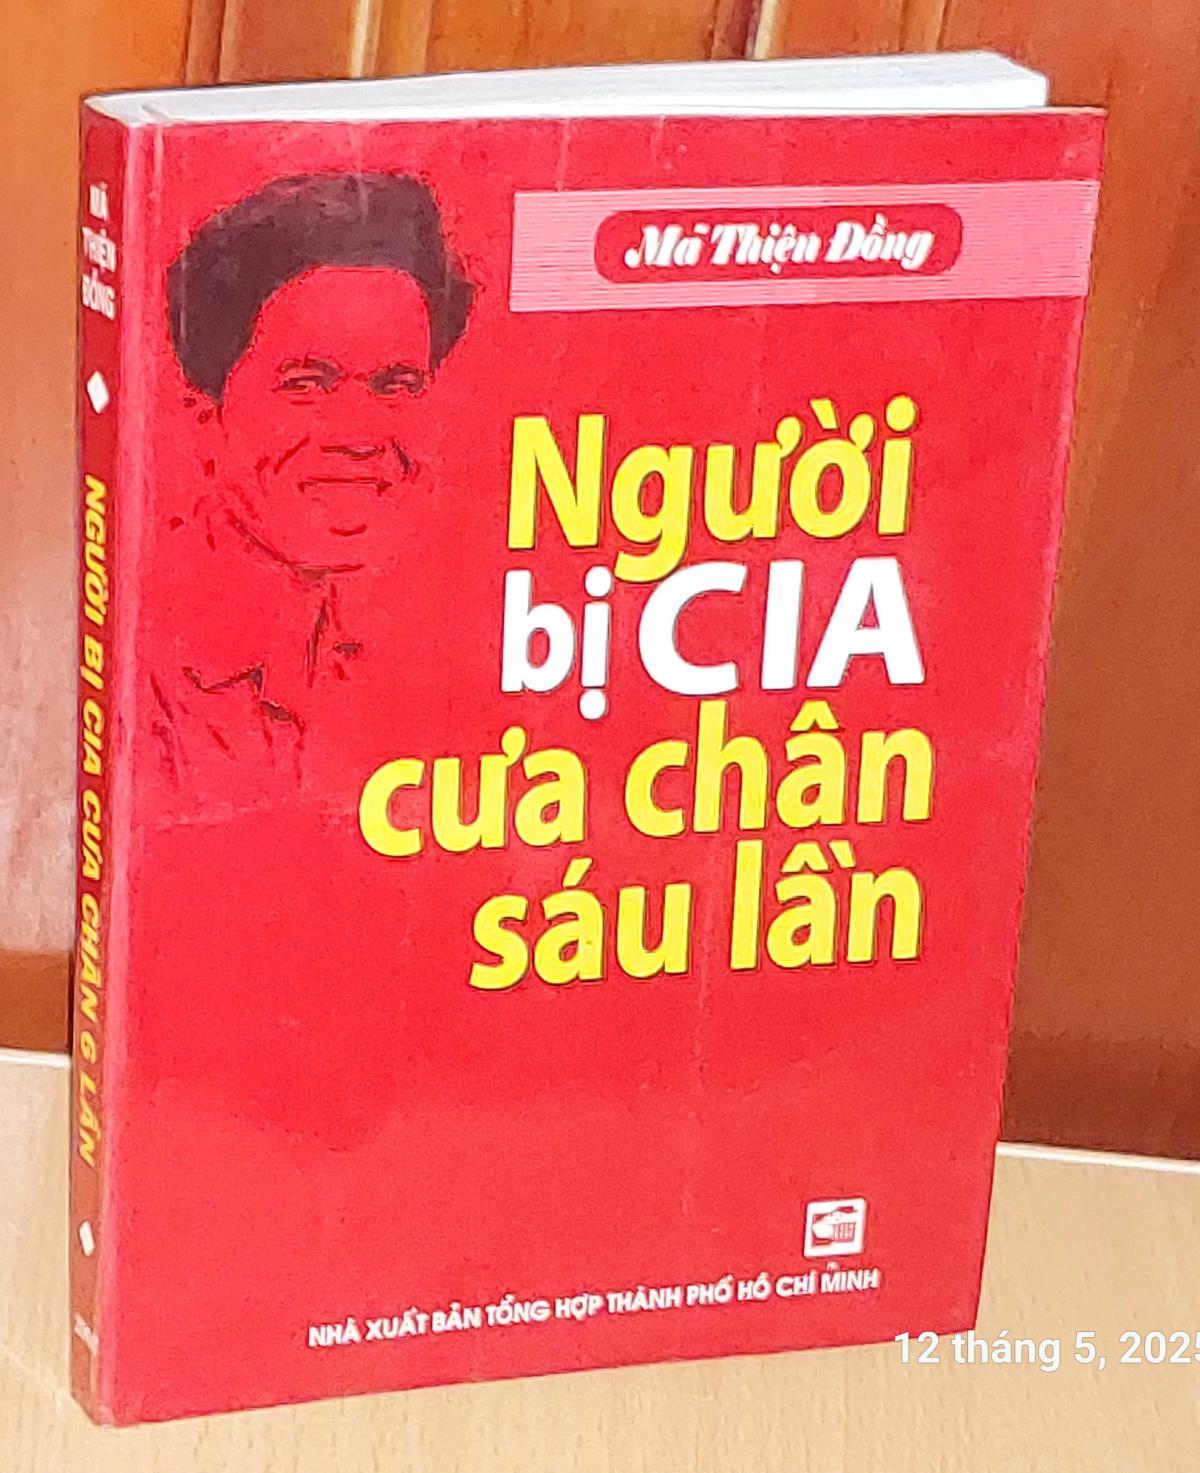 MÃ THIỆN ĐỒNG
NGƯỜI BỊ CIA CƯA CHÂN 6 LẦN
Mã Thiện Đồng
Người
bị CIA
cưa chân
sáu lần
NHÀ XUẤT BẢN TỔNG HỢP THÀNH PHỐ HỒ CHÍ MINH
12 tháng 5, 2025